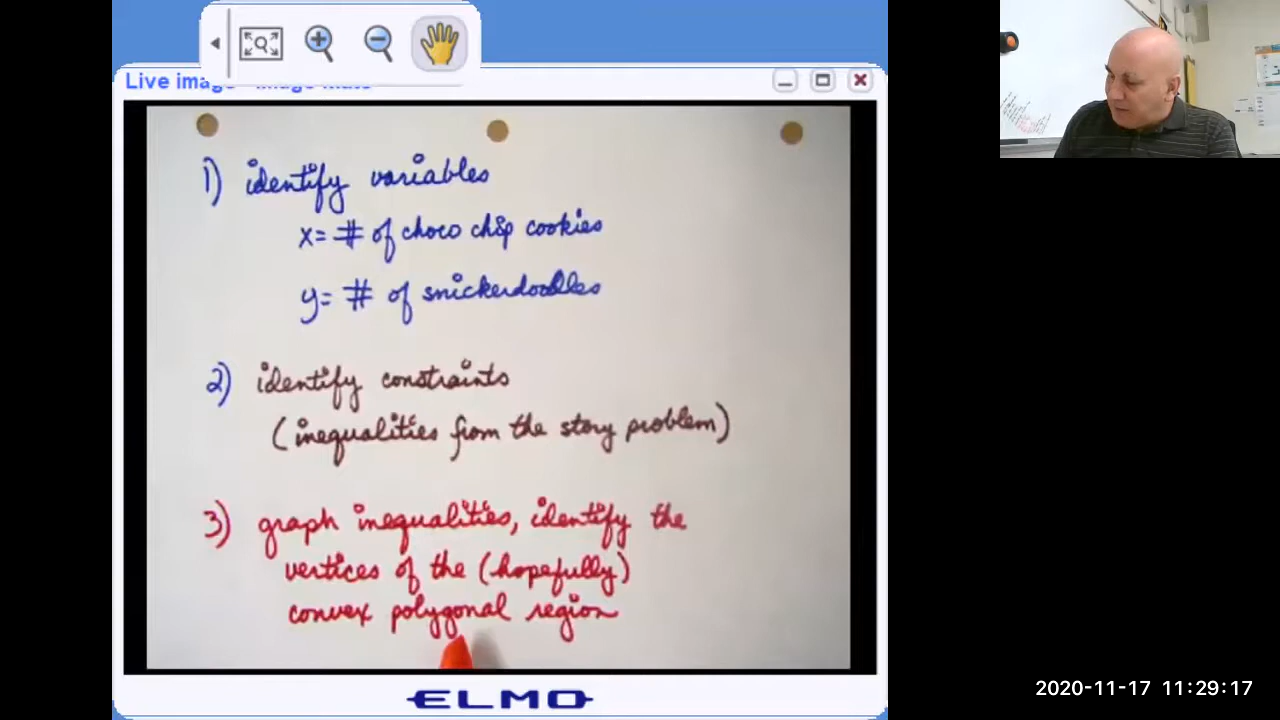 Live image - Image Mate
1) identify variables
x = # of choco chip cookies
y = # of snickerdoodles
2) identify constraints
(inequalities from the story problem)
3) graph inequalities, identify the
vertices of the (hopefully)
convex polygonal region
ELMO
2020-11-17 11:29:17